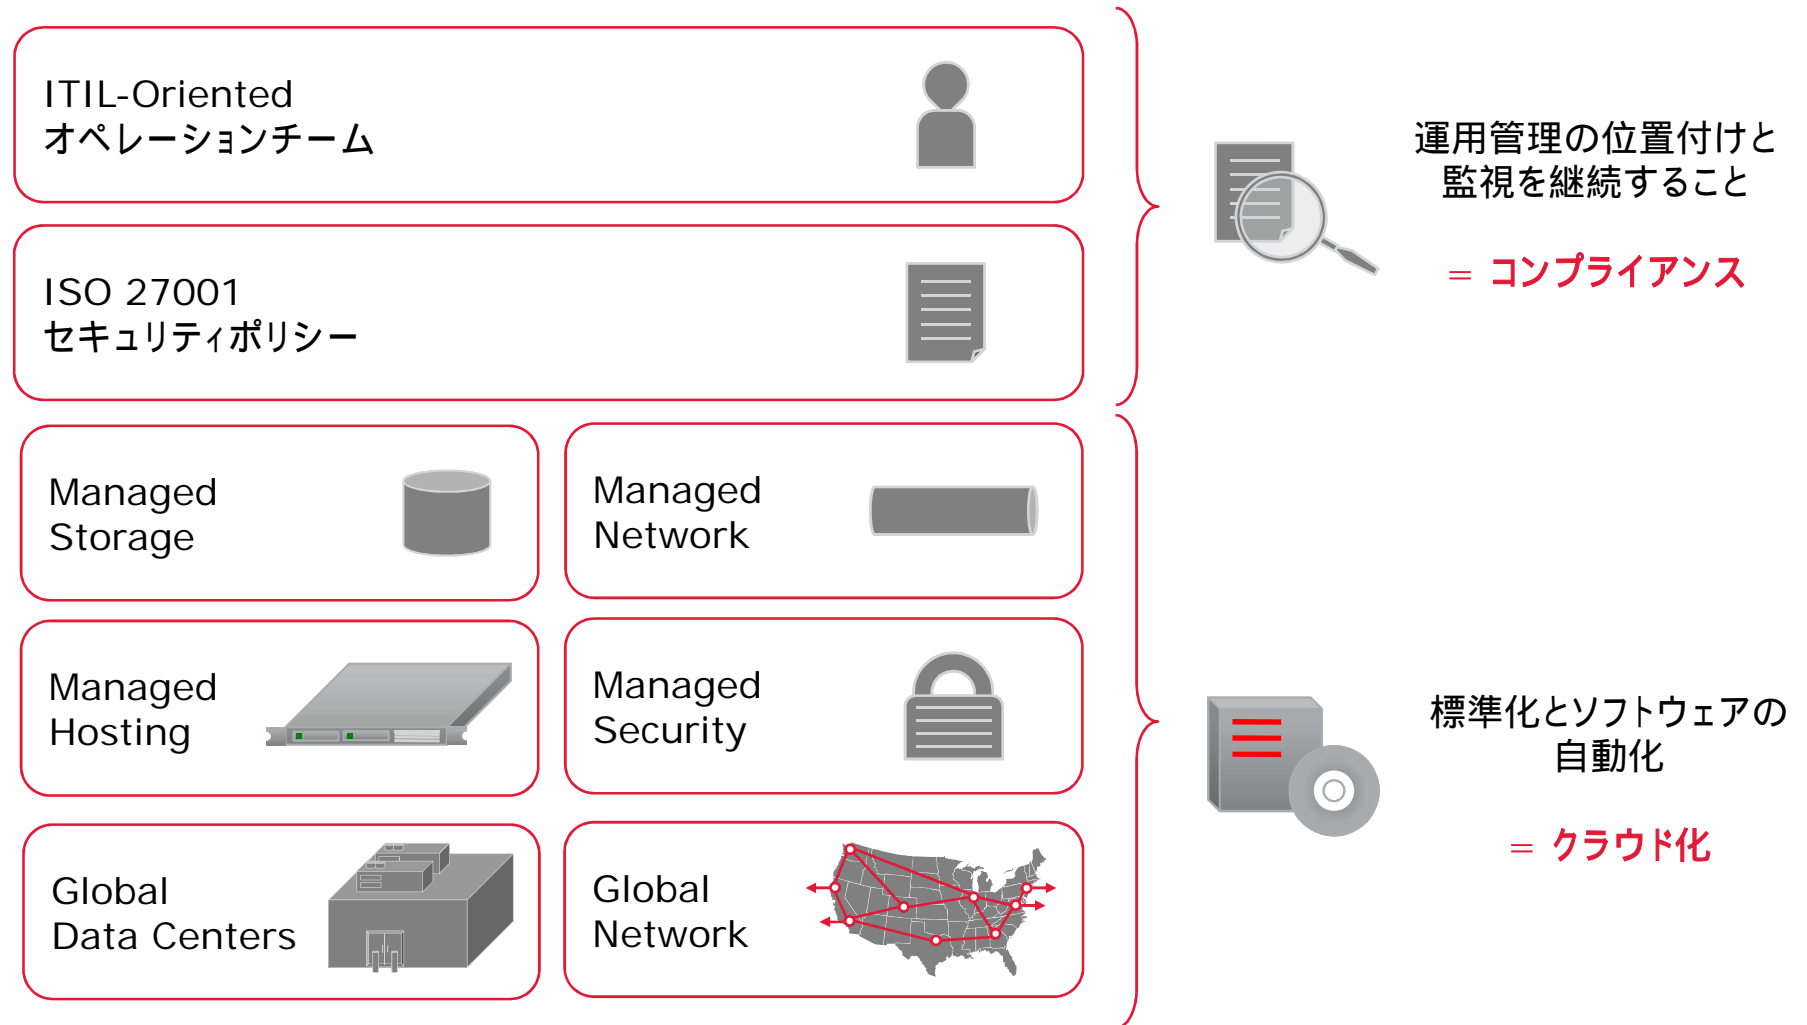 ITIL-Oriented
オペレーションチーム
運用管理の位置付けと
監視を継続すること
= コンプライアンス
ISO 27001
セキュリティポリシー
Managed
Storage
Managed
Network
Managed
Hosting
Managed
Security
標準化とソフトウェアの
自動化
= クラウド化
Global
Data Centers
Global
Network